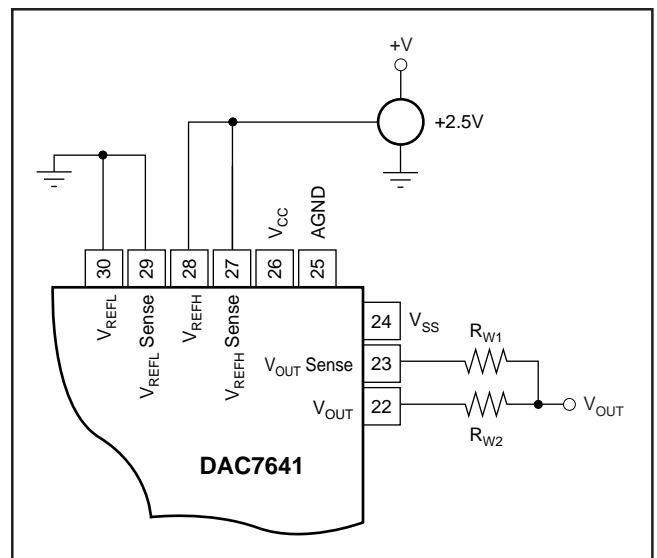 +V
+2.5V
VCC
AGND
30
29
28
27
26
25
VREFL
VREFL Sense
VREFH
VREFH Sense
24
VSS
RW1
VOUT Sense
23
VOUT
22
VOUT
RW2
DAC7641